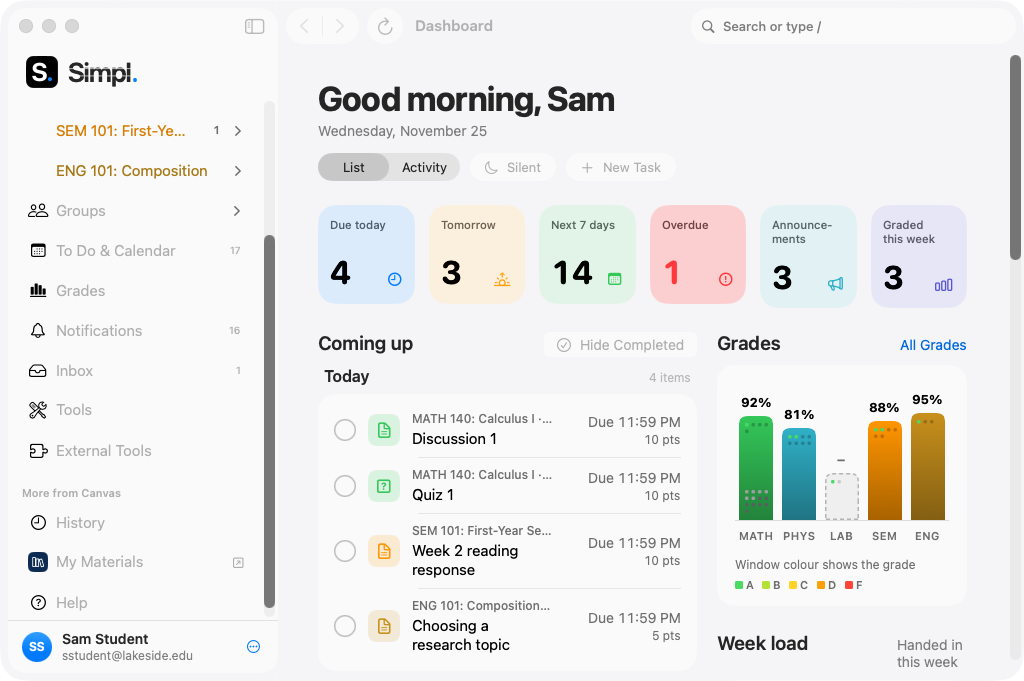 Dashboard
Search or type /
S. Simpl.
SEM 101: First-Ye... 1
ENG 101: Composition
Groups
To Do & Calendar 17
Grades
Notifications 16
Inbox 1
Tools
External Tools
More from Canvas
History
My Materials
Help
SS
Sam Student
sstudent@lakeside.edu
Good morning, Sam
Wednesday, November 25
List Activity Silent New Task
Due today
4
Tomorrow
3
Next 7 days
14
Overdue
1
Announce-
ments
3
Graded
this week
3
Coming up
Hide Completed
Today
4 items
MATH 140: Calculus I ·...
Discussion 1
Due 11:59 PM
10 pts
MATH 140: Calculus I ·...
Quiz 1
Due 11:59 PM
10 pts
SEM 101: First-Year Se...
Week 2 reading
response
Due 11:59 PM
10 pts
ENG 101: Composition...
Choosing a
research topic
Due 11:59 PM
5 pts
Grades
All Grades
92% 81% – 88% 95%
MATH PHYS LAB SEM ENG
Window colour shows the grade
A B C D F
Week load
Handed in
this week